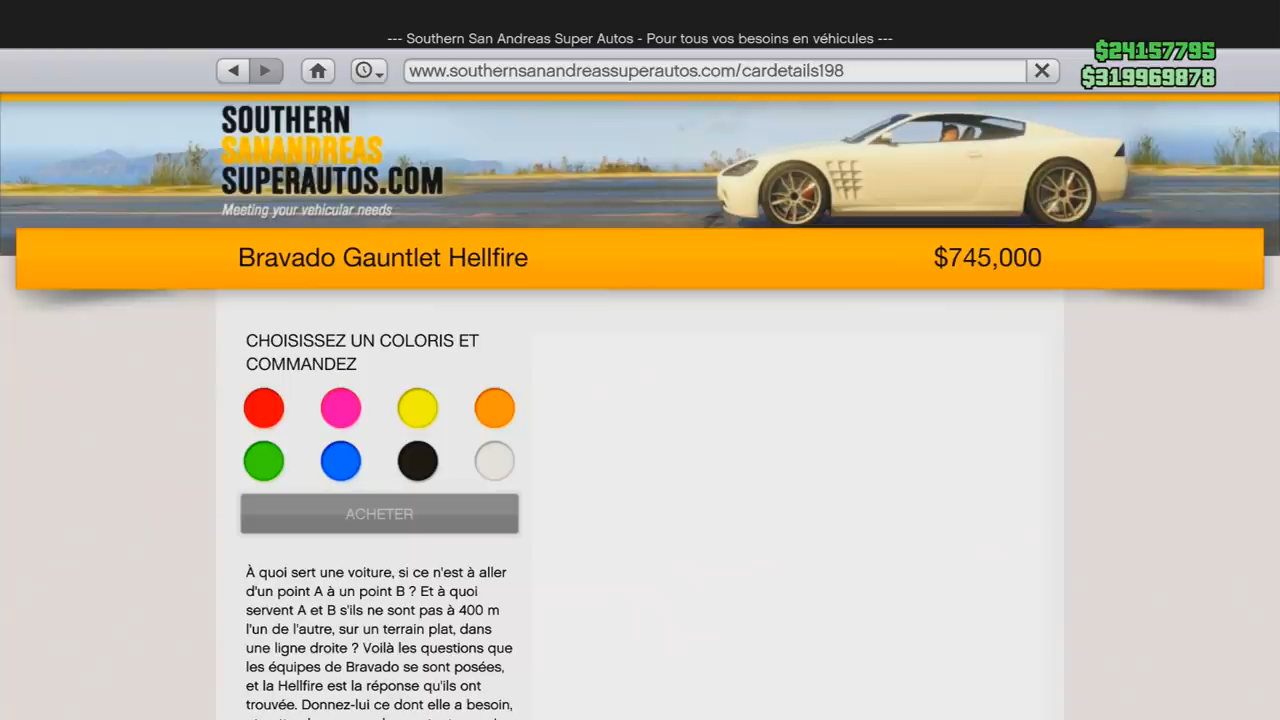 --- Southern San Andreas Super Autos - Pour tous vos besoins en véhicules ---
$24157795
www.southernsanandreassuperautos.com/cardetails198
$319969878
SOUTHERN
SANANDREAS
SUPERAUTOS.COM
Meeting your vehicular needs
Bravado Gauntlet Hellfire
$745,000
CHOISISSEZ UN COLORIS ET
COMMANDEZ
ACHETER
À quoi sert une voiture, si ce n'est à aller
d'un point A à un point B ? Et à quoi
servent A et B s'ils ne sont pas à 400 m
l'un de l'autre, sur un terrain plat, dans
une ligne droite ? Voilà les questions que
les équipes de Bravado se sont posées,
et la Hellfire est la réponse qu'ils ont
trouvée. Donnez-lui ce dont elle a besoin,